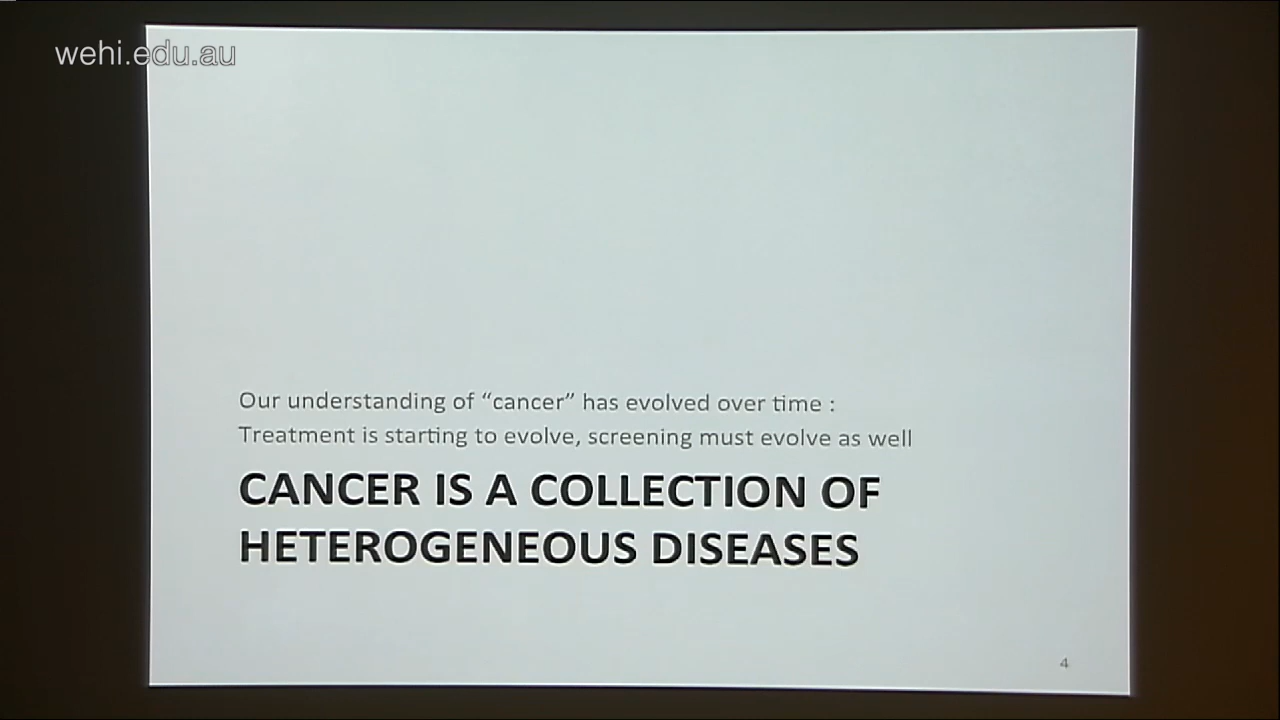 wehi.edu.au
Our understanding of “cancer” has evolved over time :
Treatment is starting to evolve, screening must evolve as well
CANCER IS A COLLECTION OF
HETEROGENEOUS DISEASES
4